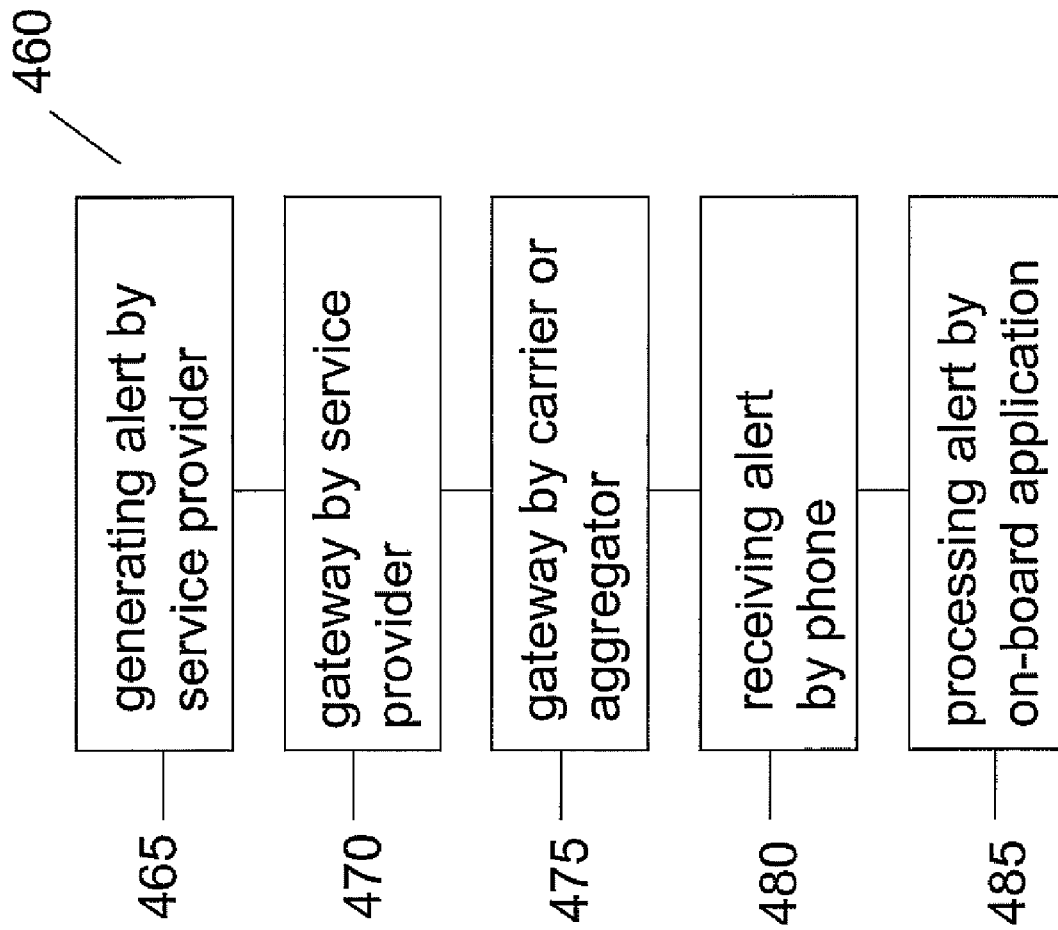 460
465
generating alert by
service provider
470
gateway by service
provider
475
gateway by carrier or
aggregator
480
receiving alert
by phone
485
processing alert by
on-board application